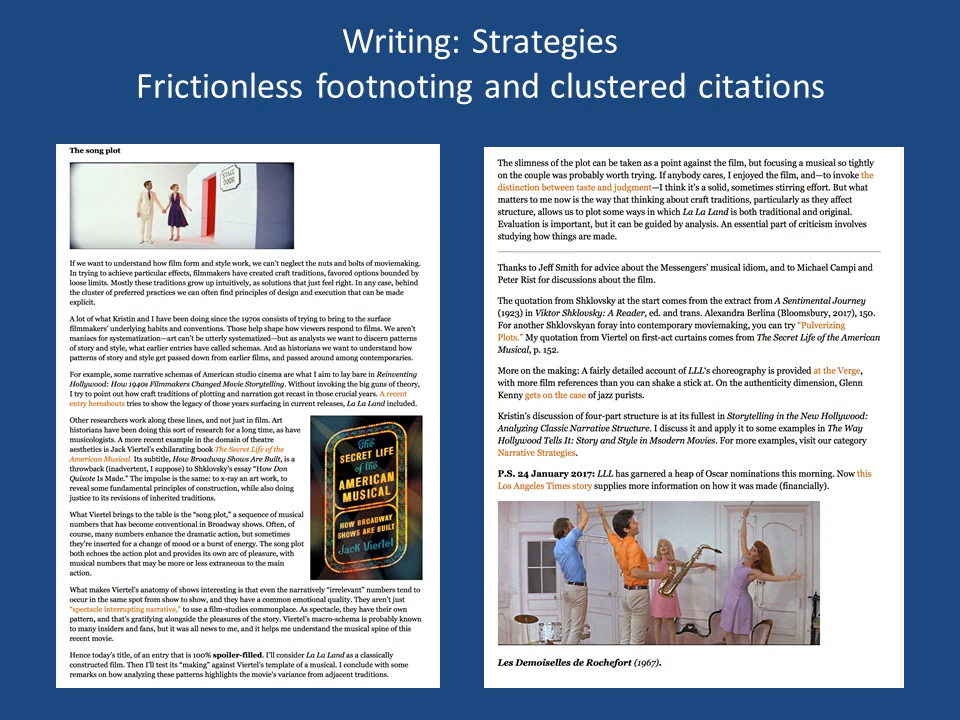 Writing: Strategies
Frictionless footnoting and clustered citations
The song plot
STAGE
DOOR
If we want to understand how film form and style work, we can't neglect the nuts and bolts of moviemaking.
In trying to achieve particular effects, filmmakers have created craft traditions, favored options bounded by
loose limits. Mostly these traditions grow up intuitively, as solutions that just feel right. In any case, behind
the cluster of preferred practices we can often find principles of design and execution that can be made
explicit.
A lot of what Kristin and I have been doing since the 1970s consists of trying to bring to the surface
filmmakers' underlying habits and conventions. Those help shape how viewers respond to films. We aren't
maniacs for systematization—art can't be utterly systematized—but as analysts we want to discern patterns
of story and style, what earlier entries have called schemas. And as historians we want to understand how
patterns of story and style get passed down from earlier films, and passed around among contemporaries.
For example, some narrative schemas of American studio cinema are what I aim to lay bare in Reinventing
Hollywood: How 1940s Filmmakers Changed Movie Storytelling. Without invoking the big guns of theory,
I try to point out how craft traditions of plotting and narration got recast in those crucial years. A recent
entry hereabouts tries to show the legacy of those years surfacing in current releases, La La Land included.
Other researchers work along these lines, and not just in film. Art
historians have been doing this sort of research for a long time, as have
musicologists. A more recent example in the domain of theatre
aesthetics is Jack Viertel's exhilarating book The Secret Life of the
American Musical. Its subtitle, How Broadway Shows Are Built, is a
throwback (inadvertent, I suppose) to Shklovsky's essay "How Don
Quixote Is Made." The impulse is the same: to x-ray an art work, to
reveal some fundamental principles of construction, while also doing
justice to its revisions of inherited traditions.
What Viertel brings to the table is the "song plot," a sequence of musical
numbers that has become conventional in Broadway shows. Often, of
course, many numbers enhance the dramatic action, but sometimes
they're inserted for a change of mood or a burst of energy. The song plot
both echoes the action plot and provides its own arc of pleasure, with
musical numbers that may be more or less extraneous to the main
action.
The
SECRET LIFE
of the
AMERICAN
MUSICAL
HOW BROADWAY
SHOWS ARE BUILT
Jack Viertel
What makes Viertel's anatomy of shows interesting is that even the narratively "irrelevant" numbers tend to
occur in the same spot from show to show, and they have a common emotional quality. They aren't just
"spectacle interrupting narrative," to use a film-studies commonplace. As spectacle, they have their own
pattern, and that's gratifying alongside the pleasures of the story. Viertel's macro-schema is probably known
to many insiders and fans, but it was all news to me, and it helps me understand the musical spine of this
recent movie.
Hence today's title, of an entry that is 100% spoiler-filled. I'll consider La La Land as a classically
constructed film. Then I'll test its "making" against Viertel's template of a musical. I conclude with some
remarks on how analyzing these patterns highlights the movie's variance from adjacent traditions.
The slimness of the plot can be taken as a point against the film, but focusing a musical so tightly
on the couple was probably worth trying. If anybody cares, I enjoyed the film, and—to invoke the
distinction between taste and judgment—I think it's a solid, sometimes stirring effort. But what
matters to me now is the way that thinking about craft traditions, particularly as they affect
structure, allows us to plot some ways in which La La Land is both traditional and original.
Evaluation is important, but it can be guided by analysis. An essential part of criticism involves
studying how things are made.
Thanks to Jeff Smith for advice about the Messengers' musical idiom, and to Michael Campi and
Peter Rist for discussions about the film.
The quotation from Shklovsky at the start comes from the extract from A Sentimental Journey
(1923) in Viktor Shklovsky: A Reader, ed. and trans. Alexandra Berlina (Bloomsbury, 2017), 150.
For another Shklovskyan foray into contemporary moviemaking, you can try "Pulverizing
Plots." My quotation from Viertel on first-act curtains comes from The Secret Life of the American
Musical, p. 152.
More on the making: A fairly detailed account of LLL's choreography is provided at the Verge,
with more film references than you can shake a stick at. On the authenticity dimension, Glenn
Kenny gets on the case of jazz purists.
Kristin's discussion of four-part structure is at its fullest in Storytelling in the New Hollywood:
Analyzing Classic Narrative Structure. I discuss it and apply it to some examples in The Way
Hollywood Tells It: Story and Style in Msodern Movies. For more examples, visit our category
Narrative Strategies.
P.S. 24 January 2017: LLL has garnered a heap of Oscar nominations this morning. Now this
Los Angeles Times story supplies more information on how it was made (financially).
Les Demoiselles de Rochefort (1967).